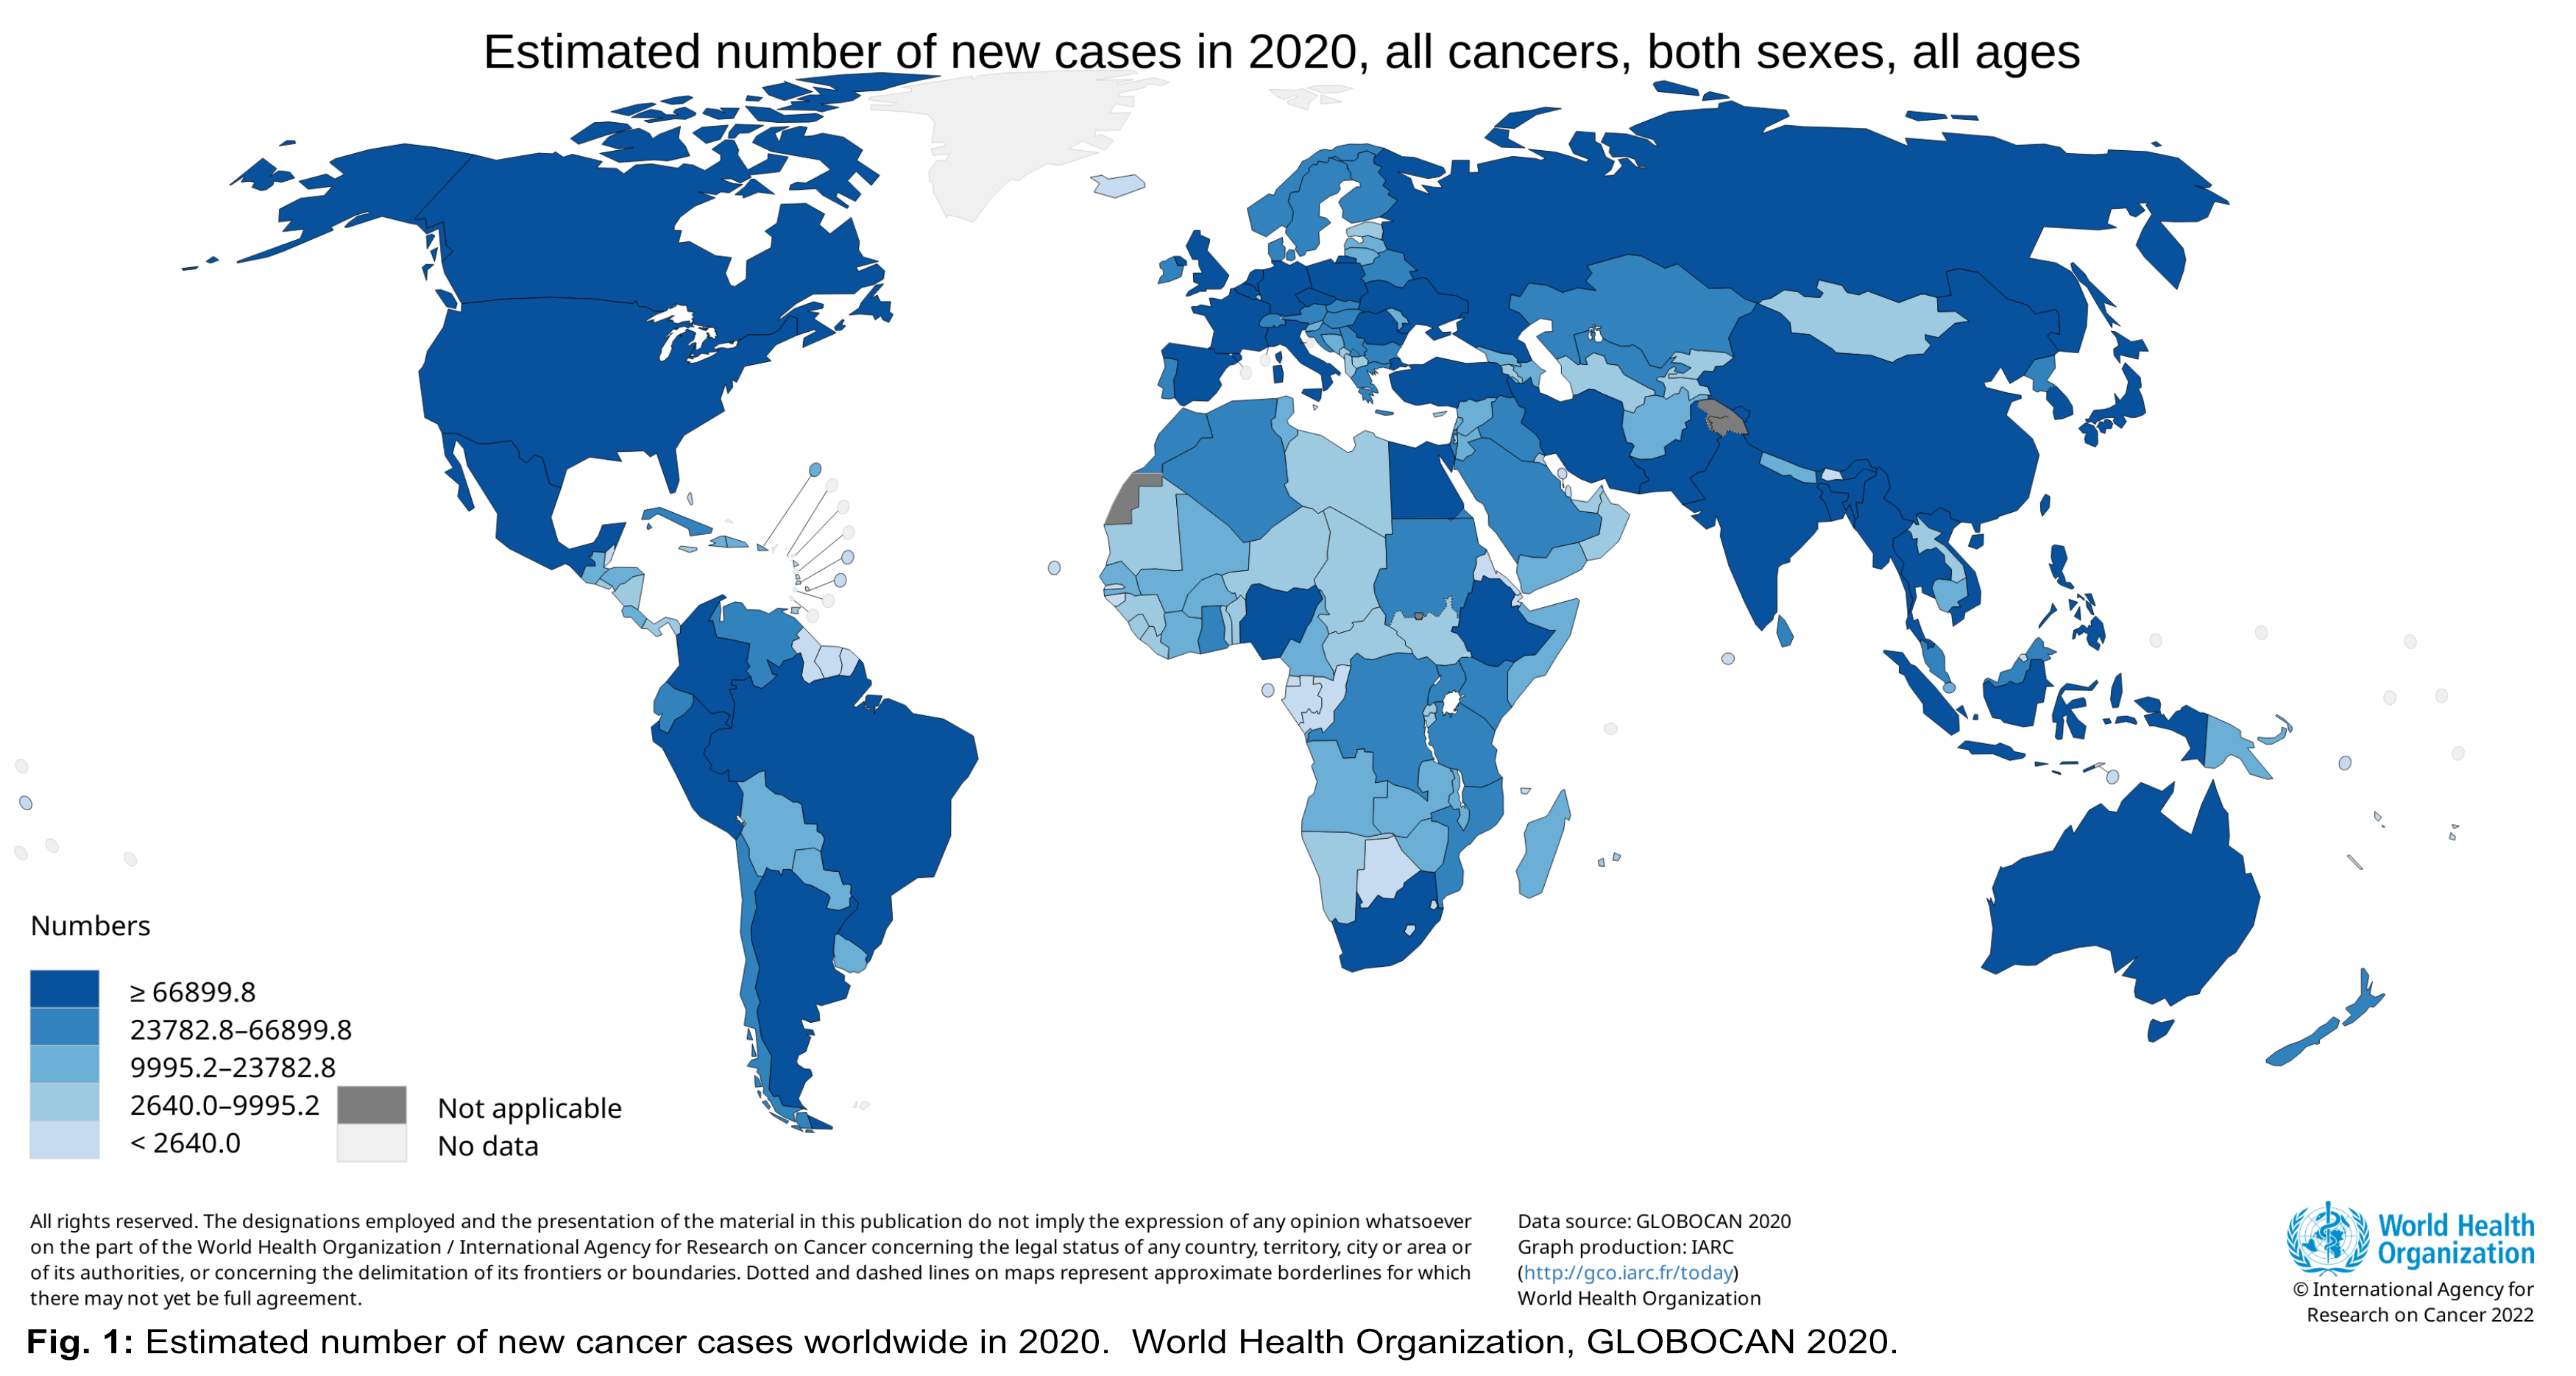 Estimated number of new cases in 2020, all cancers, both sexes, all ages
Numbers
≥ 66899.8
23782.8–66899.8
9995.2–23782.8
2640.0–9995.2
< 2640.0
Not applicable
No data
All rights reserved. The designations employed and the presentation of the material in this publication do not imply the expression of any opinion whatsoever
on the part of the World Health Organization / International Agency for Research on Cancer concerning the legal status of any country, territory, city or area or
of its authorities, or concerning the delimitation of its frontiers or boundaries. Dotted and dashed lines on maps represent approximate borderlines for which
there may not yet be full agreement.
Data source: GLOBOCAN 2020
Graph production: IARC
(http://gco.iarc.fr/today)
World Health Organization
World Health
Organization
© International Agency for
Research on Cancer 2022
Fig. 1: Estimated number of new cancer cases worldwide in 2020.  World Health Organization, GLOBOCAN 2020.